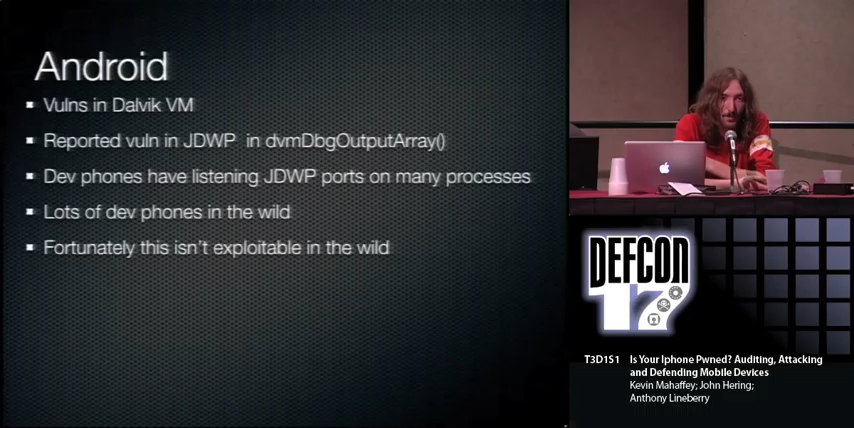 Android
Vulns in Dalvik VM
Reported vuln in JDWP in dvmDbgOutputArray()
Dev phones have listening JDWP ports on many processes
Lots of dev phones in the wild
Fortunately this isn't exploitable in the wild
DEFCON
17
T3D1S1 Is Your Iphone Pwned? Auditing, Attacking
and Defending Mobile Devices
Kevin Mahaffey; John Hering;
Anthony Lineberry